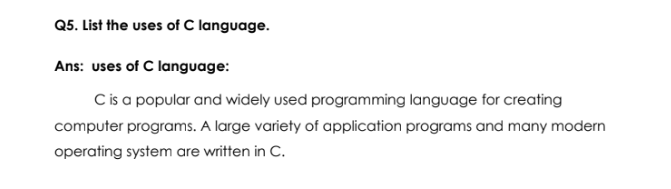 Q5. List the uses of C language.
Ans: uses of C language:
C is a popular and widely used programming language for creating
computer programs. A large variety of application programs and many modern
operating system are written in C.